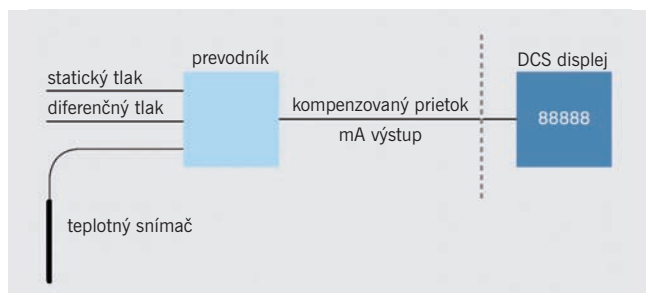 prevodník
DCS displej
statický tlak
diferenčný tlak
kompenzovaný prietok
mA výstup
88888
teplotný snímač